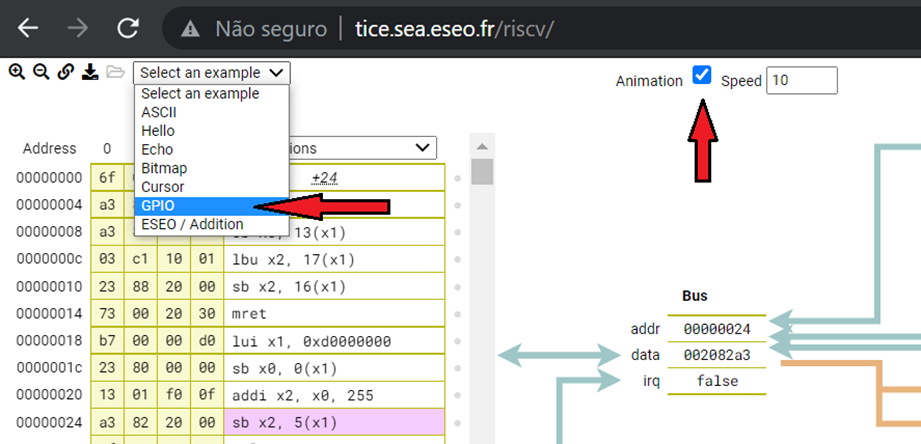 Não seguro tice.sea.eseo.fr/riscv/
Select an example
Animation Speed 10
Select an example
ASCII
Hello
Echo
Bitmap
Cursor
GPIO
ESEO / Addition
Address 0 ions
00000000 6f +24
00000004 a3
00000008 a3 13(x1)
0000000c 03 c1 10 01 lbu x2, 17(x1)
00000010 23 88 20 00 sb x2, 16(x1)
00000014 73 00 20 30 mret
00000018 b7 00 00 d0 lui x1, 0xd0000000
0000001c 23 80 00 00 sb x0, 0(x1)
00000020 13 01 f0 0f addi x2, x0, 255
00000024 a3 82 20 00 sb x2, 5(x1)
Bus
addr 00000024
data 002082a3
irq false